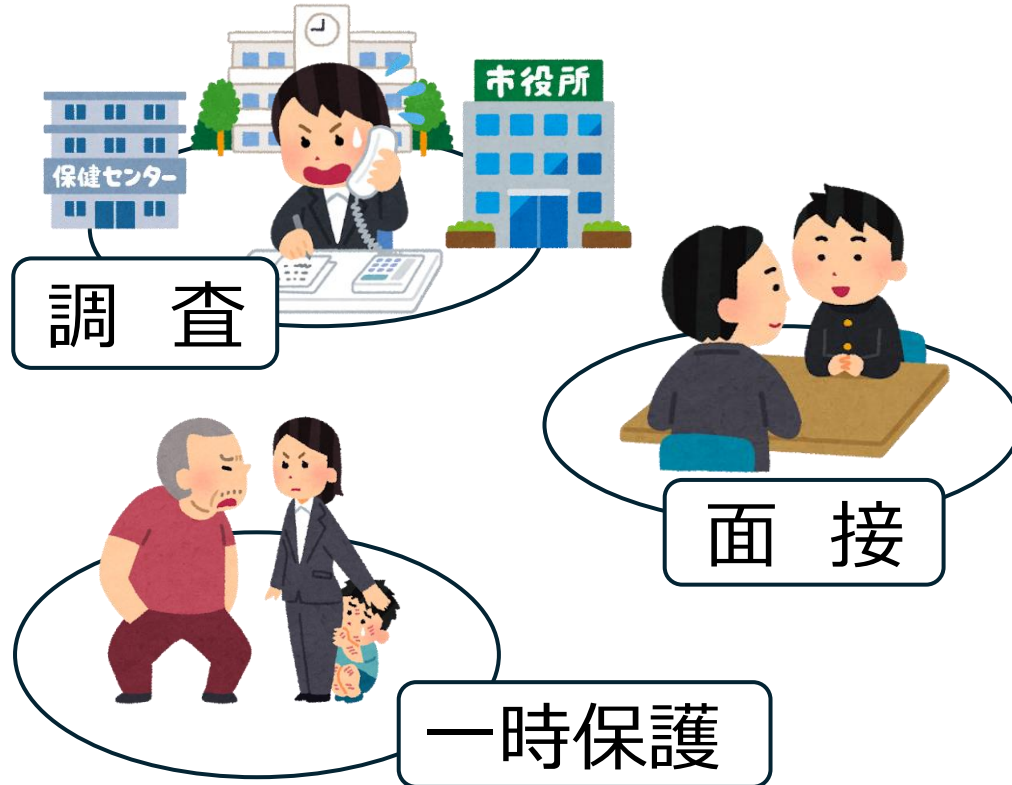 市役所
保健センター
調　査
面　接
一時保護